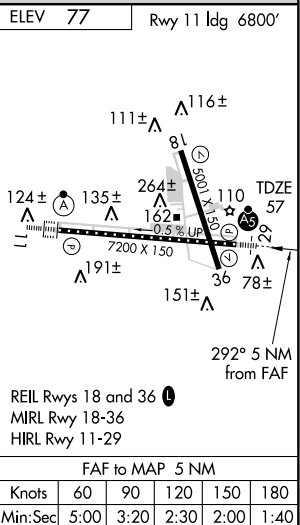 ELEV 77
Rwy 11 ldg 6800'
111±
116±
18
V
5001 X 150
124±
A
135±
264±
110
TDZE
57
162
A5
0.5% UP
P
29
11
P
7200 X 150
V
191±
36
78±
151±
292° 5 NM
from FAF
REIL Rwys 18 and 36 L
MIRL Rwy 18-36
HIRL Rwy 11-29
FAF to MAP 5 NM
Knots 60 90 120 150 180
Min:Sec 5:00 3:20 2:30 2:00 1:40